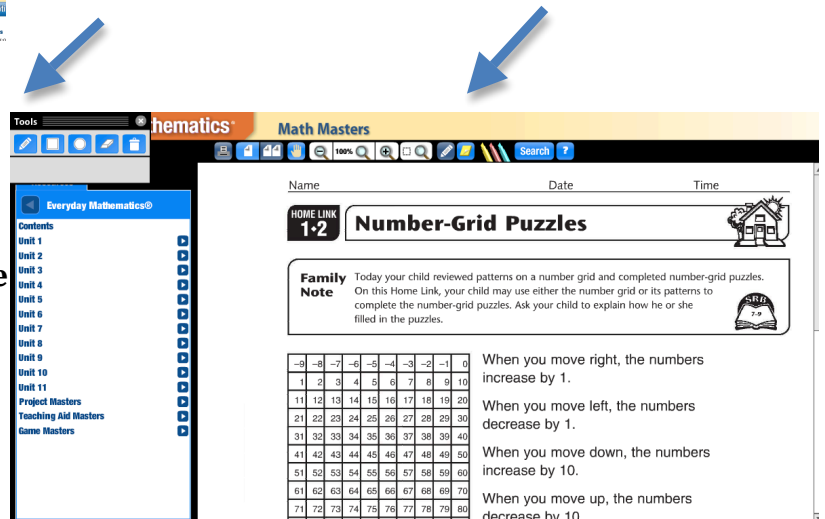 Tools
hematics®
Math Masters
100%
Search ?
Everyday Mathematics®
Contents
Unit 1
Unit 2
Unit 3
Unit 4
Unit 5
Unit 6
Unit 7
Unit 8
Unit 9
Unit 10
Unit 11
Project Masters
Teaching Aid Masters
Game Masters
e
Name Date Time
HOME LINK
1•2
Number-Grid Puzzles
Family Note
Today your child reviewed patterns on a number grid and completed number-grid puzzles.
On this Home Link, your child may use either the number grid or its patterns to
complete the number-grid puzzles. Ask your child to explain how he or she
filled in the puzzles.
SRB
7-9
-9 -8 -7 -6 -5 -4 -3 -2 -1 0
1 2 3 4 5 6 7 8 9 10
11 12 13 14 15 16 17 18 19 20
21 22 23 24 25 26 27 28 29 30
31 32 33 34 35 36 37 38 39 40
41 42 43 44 45 46 47 48 49 50
51 52 53 54 55 56 57 58 59 60
61 62 63 64 65 66 67 68 69 70
71 72 73 74 75 76 77 78 79 80
When you move right, the numbers
increase by 1.
When you move left, the numbers
decrease by 1.
When you move down, the numbers
increase by 10.
When you move up, the numbers
decrease by 10